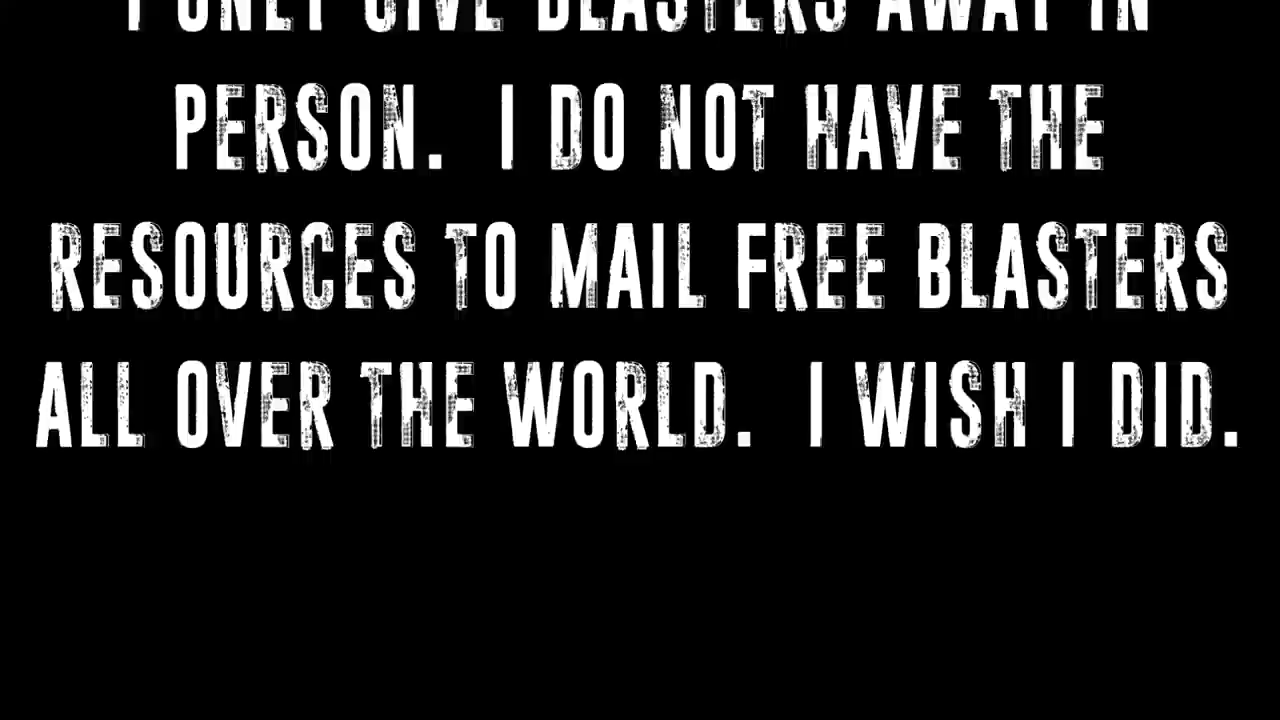 I ONLY GIVE BLASTERS AWAY IN
PERSON. I DO NOT HAVE THE
RESOURCES TO MAIL FREE BLASTERS
ALL OVER THE WORLD. I WISH I DID.